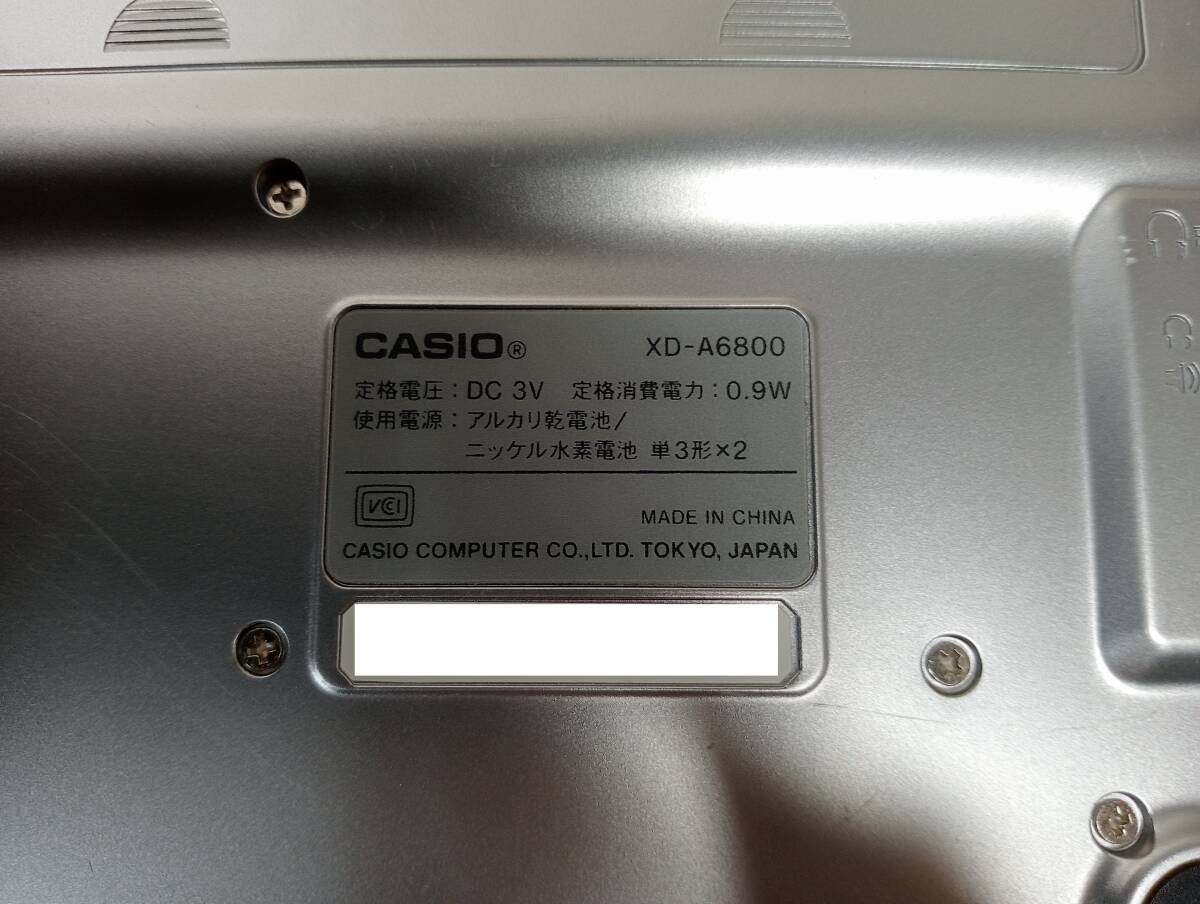 CASIO® XD-A6800
定格電圧：DC 3V 定格消費電力：0.9W
使用電源：アルカリ乾電池/
ニッケル水素電池 単3形×2
VCCI
MADE IN CHINA
CASIO COMPUTER CO.,LTD. TOKYO, JAPAN